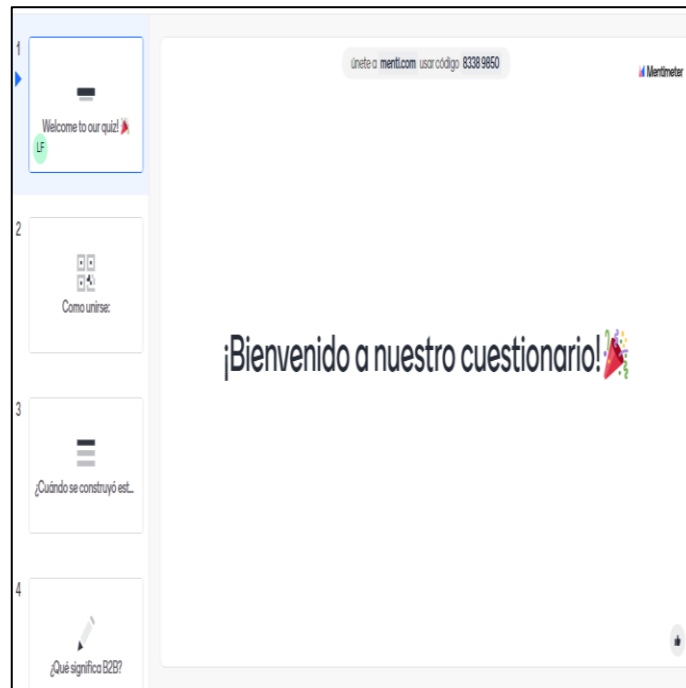 1
Welcome to our quiz! 🎉
LF
2
Como unirse:
3
¿Cuándo se construyó est...
4
¿Qué significa B2B?
únete a menti.com usar código 8338 9850
Mentimeter
¡Bienvenido a nuestro cuestionario!🎉